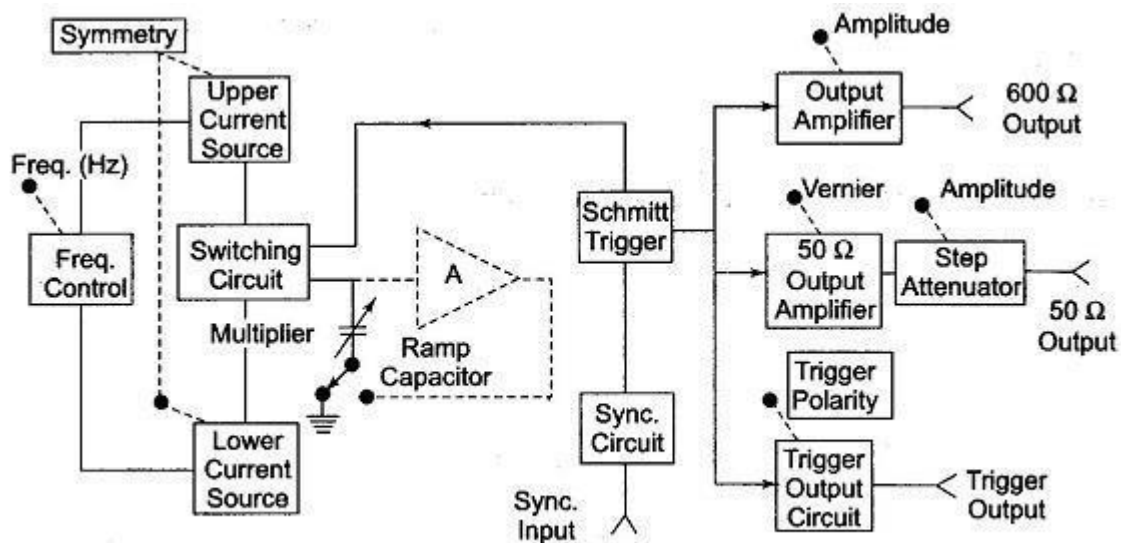 Symmetry
Upper
Current
Source
Freq. (Hz)
Freq.
Control
Switching
Circuit
Multiplier
A
Ramp
Capacitor
Lower
Current
Source
Schmitt
Trigger
Sync.
Circuit
Sync.
Input
Amplitude
Output
Amplifier
600 Ω
Output
Vernier
50 Ω
Output
Amplifier
Amplitude
Step
Attenuator
50 Ω
Output
Trigger
Polarity
Trigger
Output
Circuit
Trigger
Output